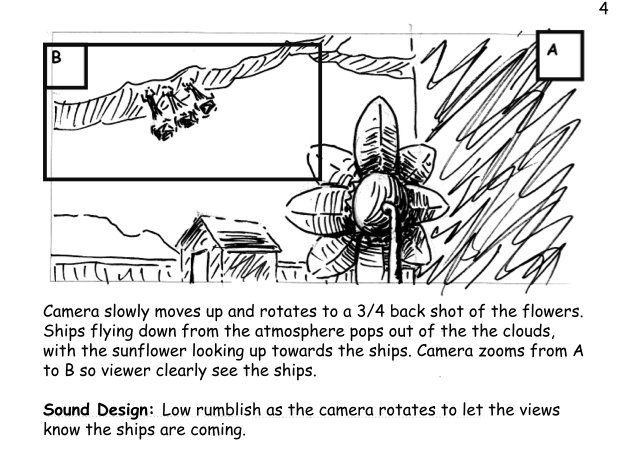 4
B
A
Camera slowly moves up and rotates to a 3/4 back shot of the flowers.
Ships flying down from the atmosphere pops out of the the clouds,
with the sunflower looking up towards the ships. Camera zooms from A
to B so viewer clearly see the ships.
Sound Design: Low rumblish as the camera rotates to let the views
know the ships are coming.